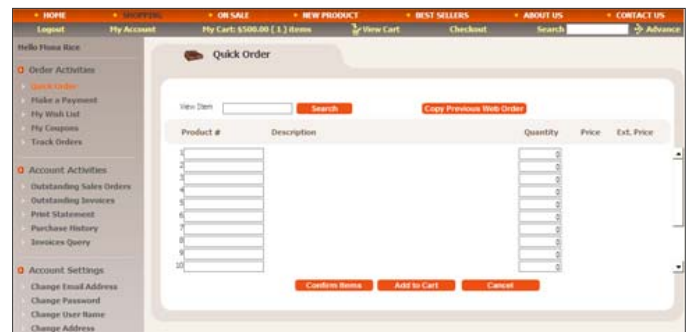 HOME SHOPPING ON SALE NEW PRODUCT BEST SELLERS ABOUT US CONTACT US
Logout My Account My Cart: $500.00 ( 1 ) items View Cart Checkout Search Advance
Hello Fiona Rice
Quick Order
Order Activities
Quick Order
Make a Payment
My Wish List
My Coupons
Track Orders
View Item Search Copy Previous Web Order
Product # Description Quantity Price Ext. Price
1 0
2 0
3 0
4 0
5 0
6 0
7 0
8 0
9 0
10 0
Account Activities
Outstanding Sales Orders
Outstanding Invoices
Print Statement
Purchase History
Invoices Query
Confirm Items Add to Cart Cancel
Account Settings
Change Email Address
Change Password
Change User Name
Change Address